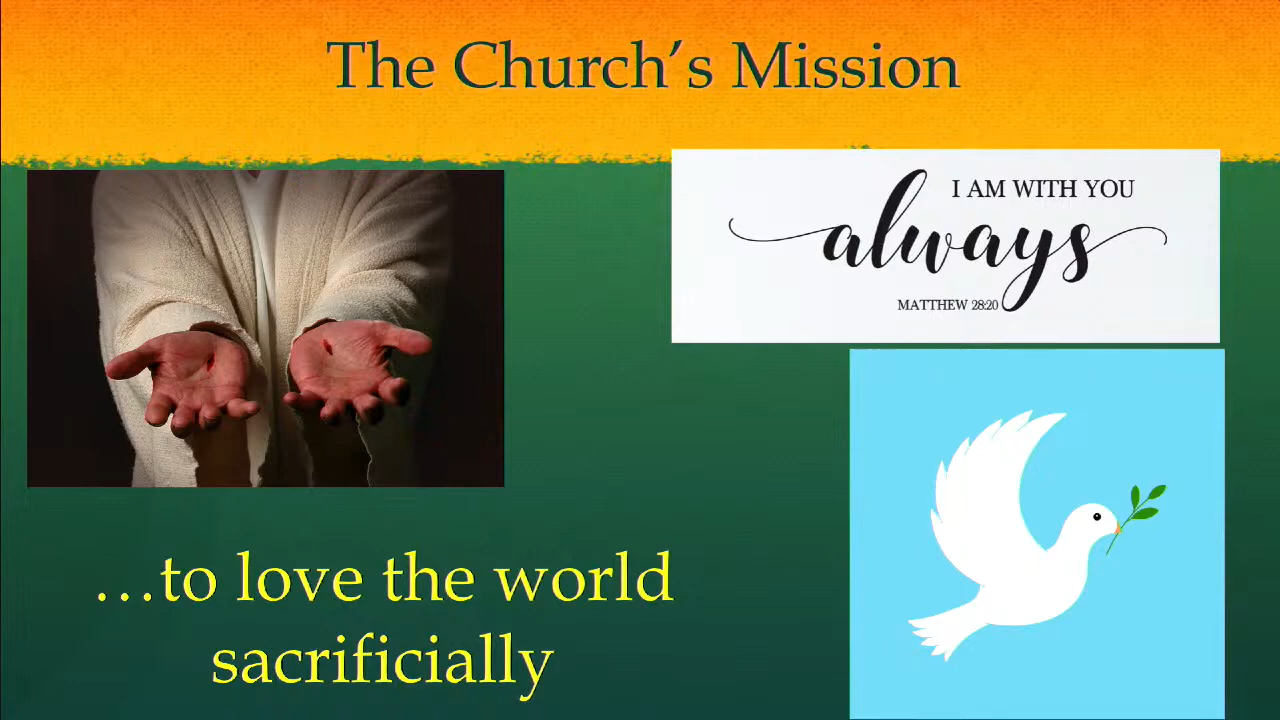 The Church’s Mission
I AM WITH YOU
always
MATTHEW 28:20
…to love the world
sacrificially